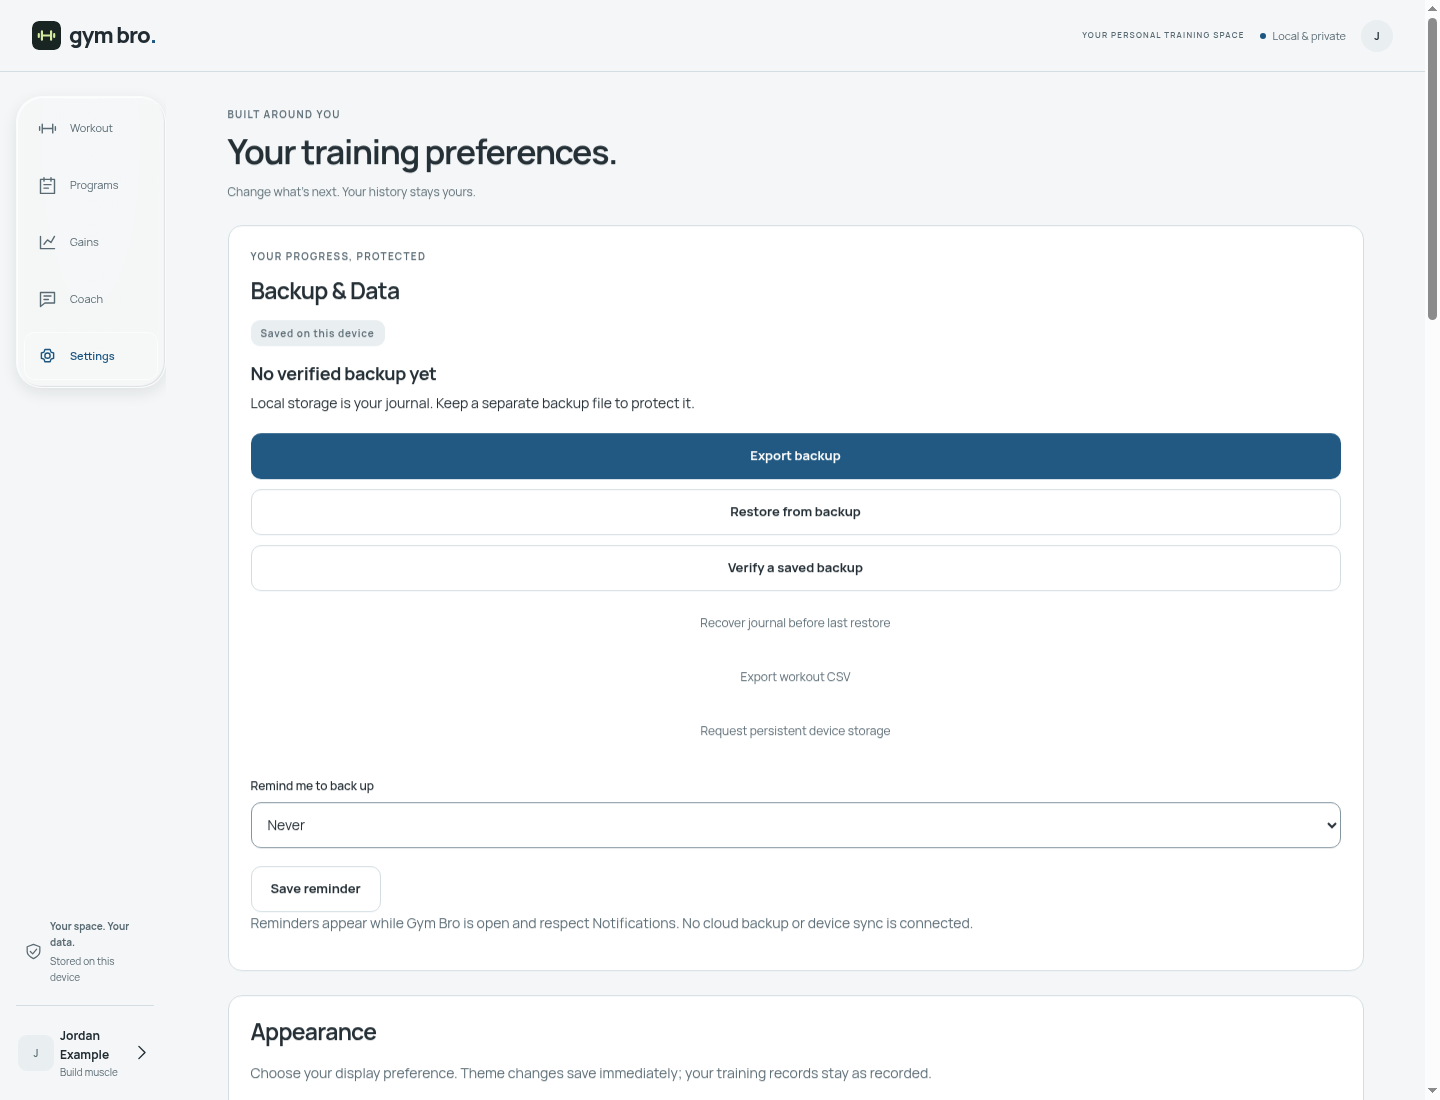 gym bro.
YOUR PERSONAL TRAINING SPACE
Local & private
J
Workout
Programs
Gains
Coach
Settings
BUILT AROUND YOU
Your training preferences.
Change what's next. Your history stays yours.
YOUR PROGRESS, PROTECTED
Backup & Data
Saved on this device
No verified backup yet
Local storage is your journal. Keep a separate backup file to protect it.
Export backup
Restore from backup
Verify a saved backup
Recover journal before last restore
Export workout CSV
Request persistent device storage
Remind me to back up
Never
Save reminder
Reminders appear while Gym Bro is open and respect Notifications. No cloud backup or device sync is connected.
Your space. Your
data.
Stored on this
device
J
Jordan
Example
Build muscle
Appearance
Choose your display preference. Theme changes save immediately; your training records stay as recorded.